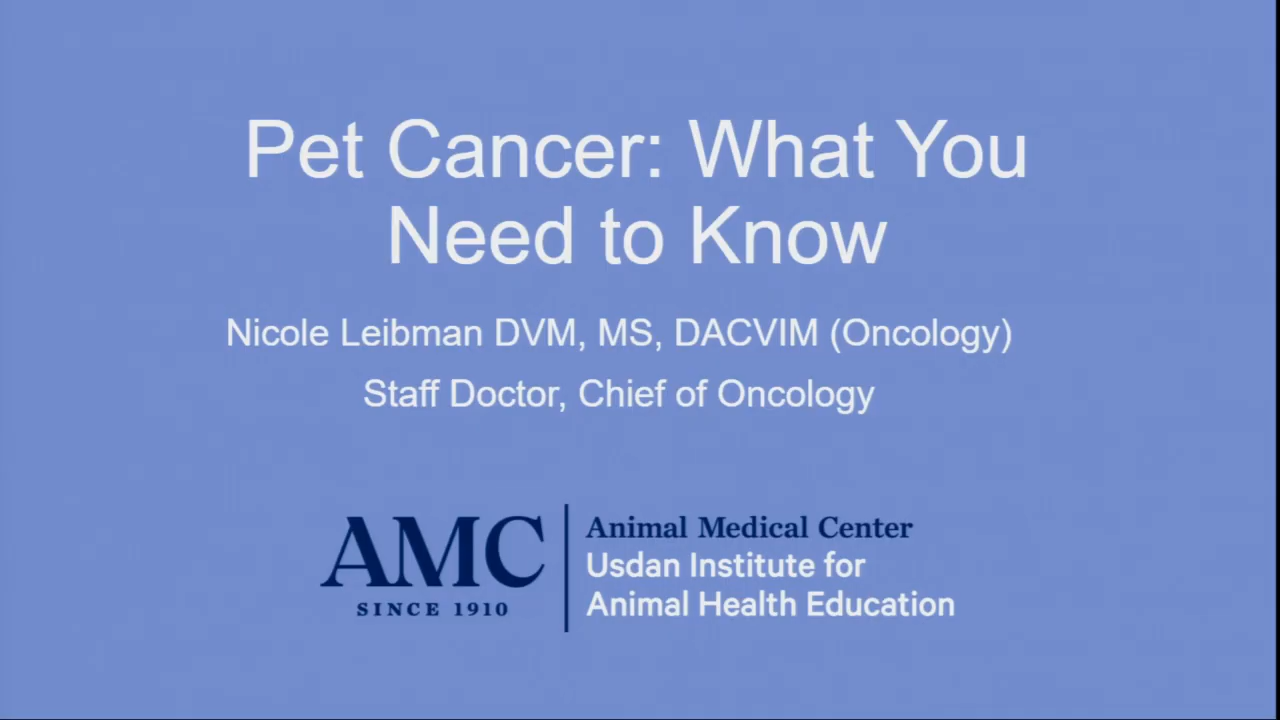 Pet Cancer: What You
Need to Know
Nicole Leibman DVM, MS, DACVIM (Oncology)
Staff Doctor, Chief of Oncology
AMC
SINCE 1910
Animal Medical Center
Usdan Institute for
Animal Health Education